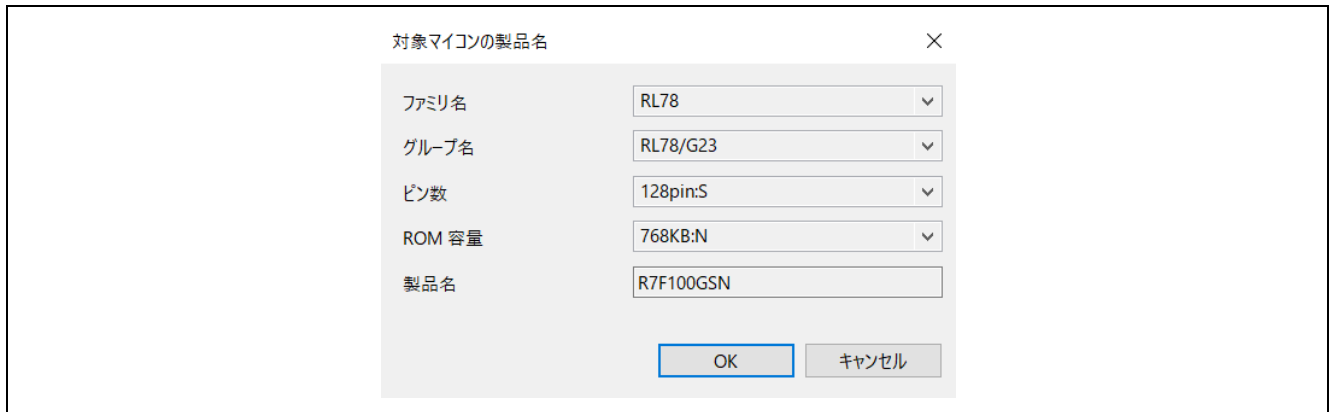 対象マイコンの製品名
ファミリ名 RL78
グループ名 RL78/G23
ピン数 128pin:S
ROM 容量 768KB:N
製品名 R7F100GSN
OK キャンセル